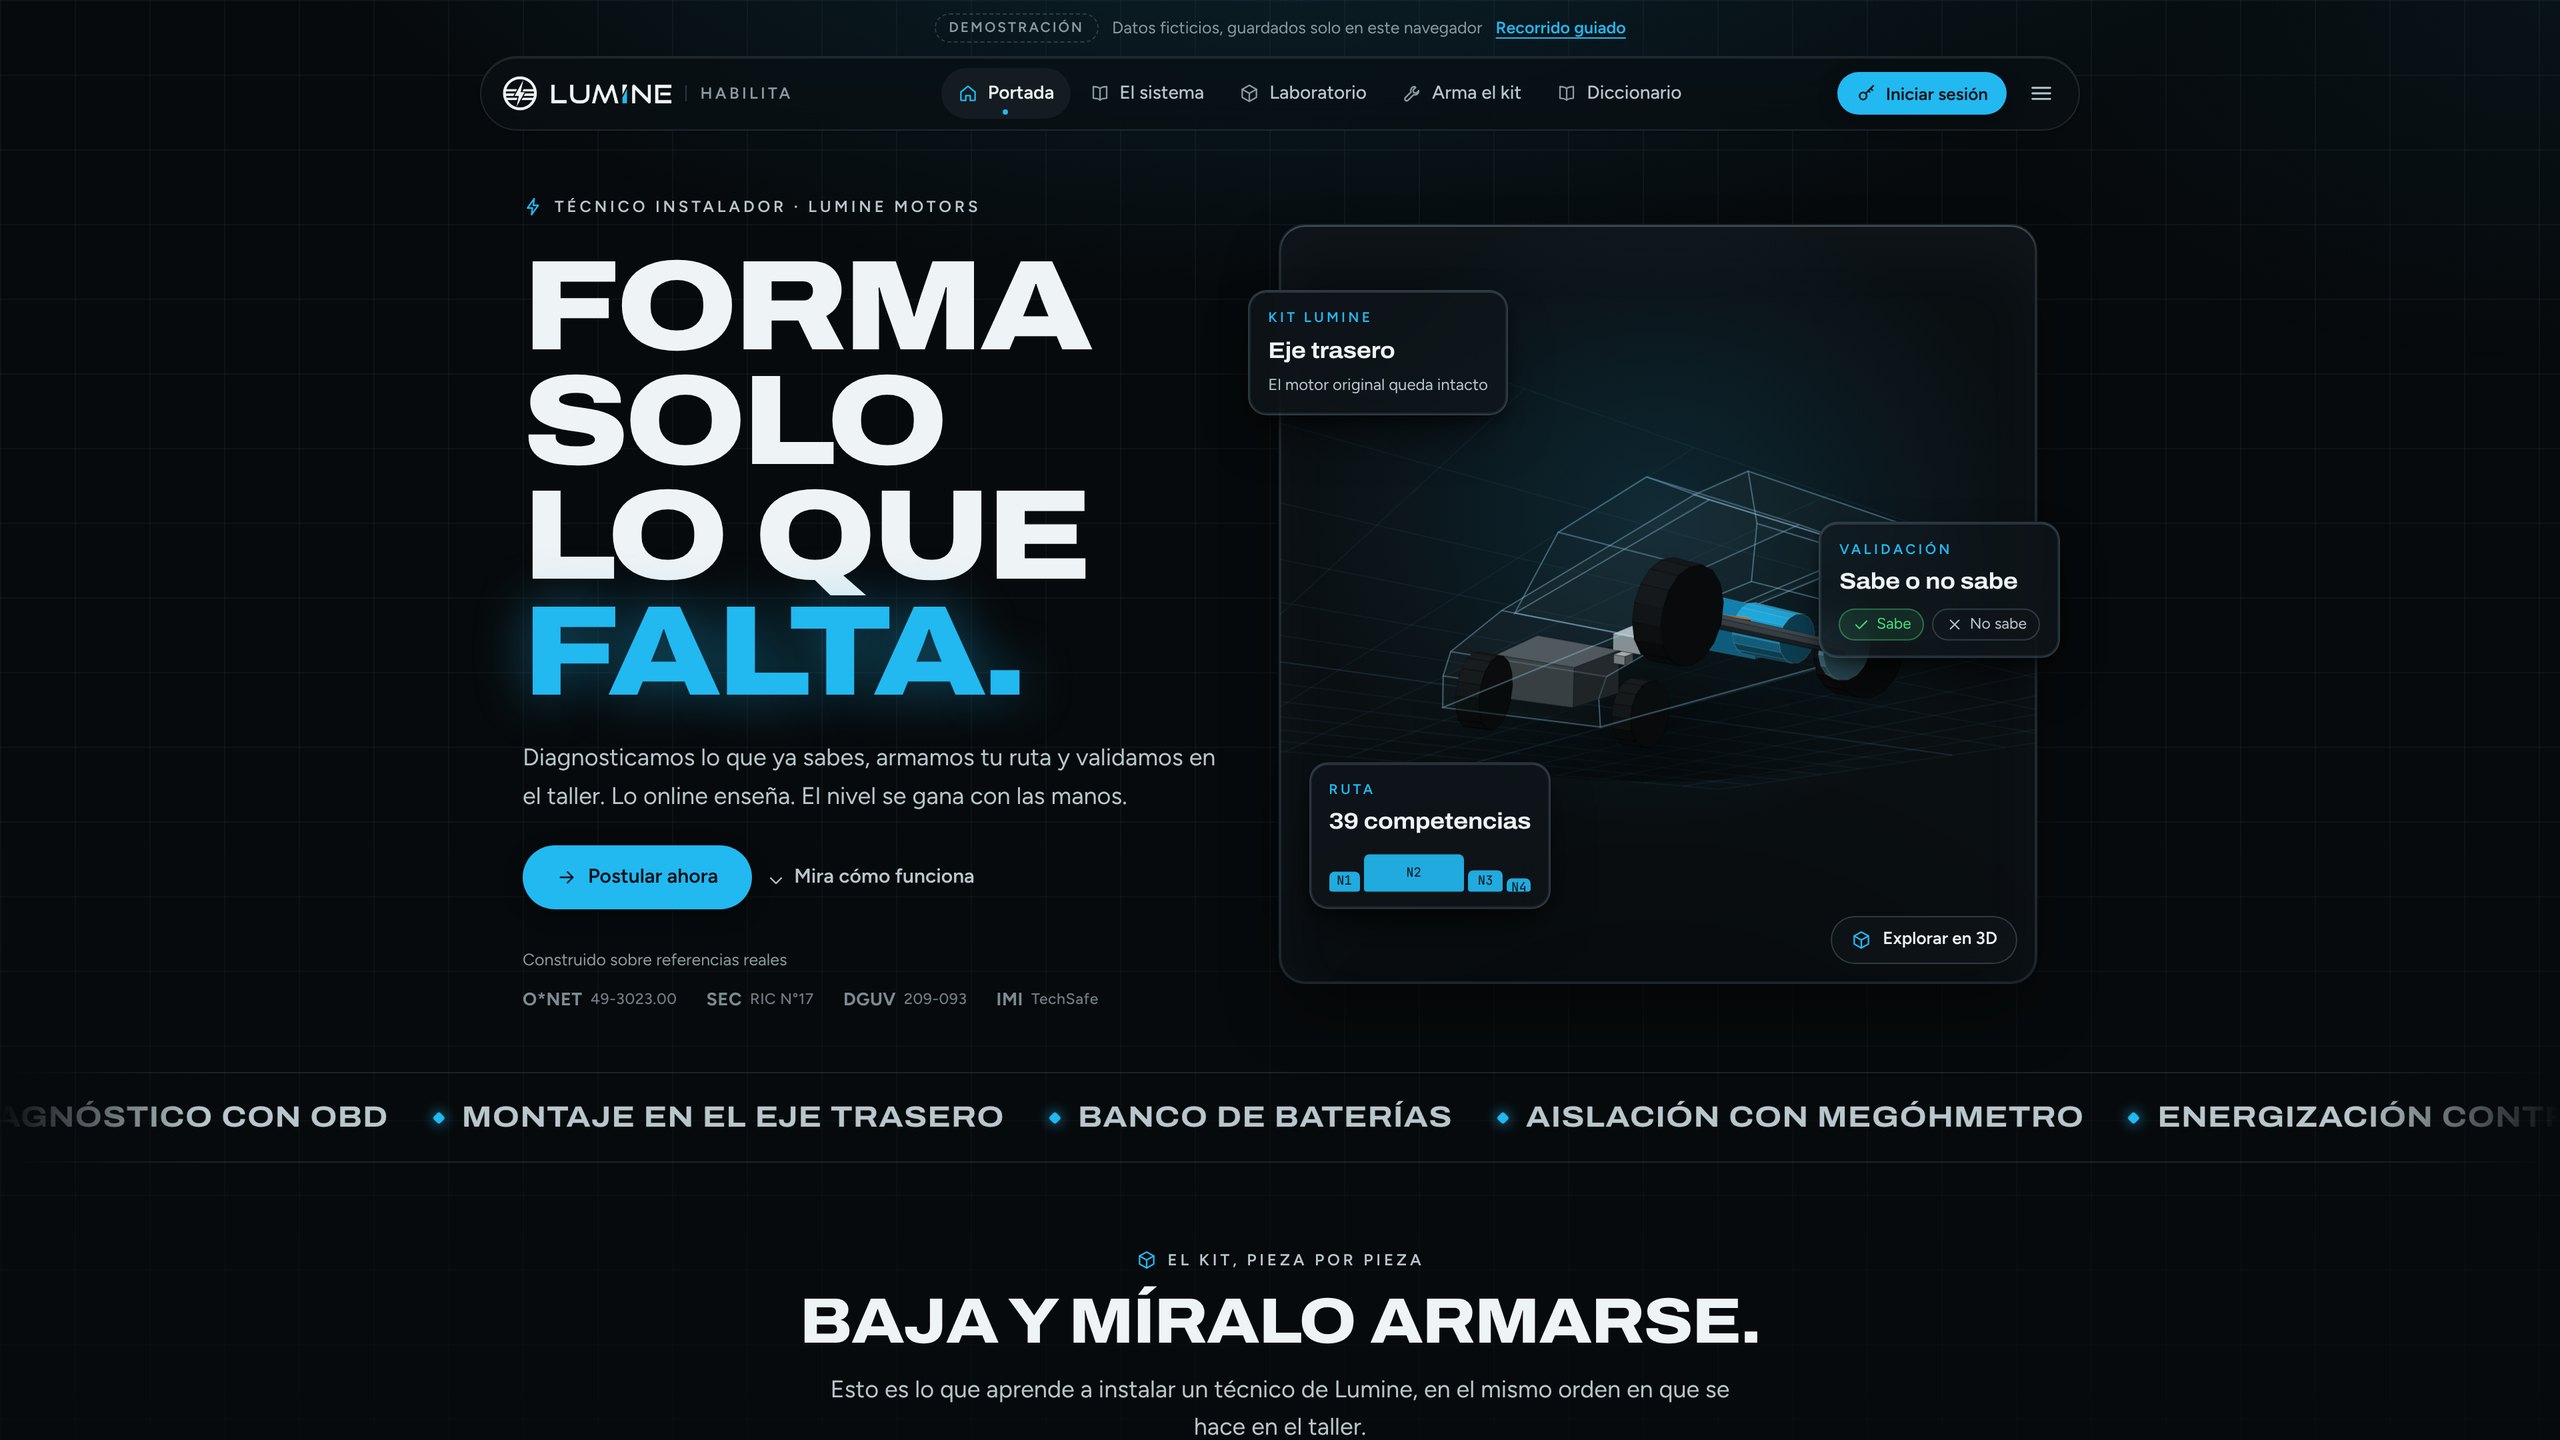 DEMOSTRACIÓN Datos ficticios, guardados solo en este navegador Recorrido guiado
LUMINE HABILITA Portada El sistema Laboratorio Arma el kit Diccionario Iniciar sesión
TÉCNICO INSTALADOR · LUMINE MOTORS
FORMA
SOLO
LO QUE
FALTA.
Diagnosticamos lo que ya sabes, armamos tu ruta y validamos en
el taller. Lo online enseña. El nivel se gana con las manos.
Postular ahora Mira cómo funciona
Construido sobre referencias reales
O*NET 49-3023.00 SEC RIC N°17 DGUV 209-093 IMI TechSafe
KIT LUMINE
Eje trasero
El motor original queda intacto
VALIDACIÓN
Sabe o no sabe
Sabe No sabe
RUTA
39 competencias
N1 N2 N3 N4
Explorar en 3D
AGNÓSTICO CON OBD MONTAJE EN EL EJE TRASERO BANCO DE BATERÍAS AISLACIÓN CON MEGÓHMETRO ENERGIZACIÓN CONT
EL KIT, PIEZA POR PIEZA
BAJA Y MÍRALO ARMARSE.
Esto es lo que aprende a instalar un técnico de Lumine, en el mismo orden en que se
hace en el taller.